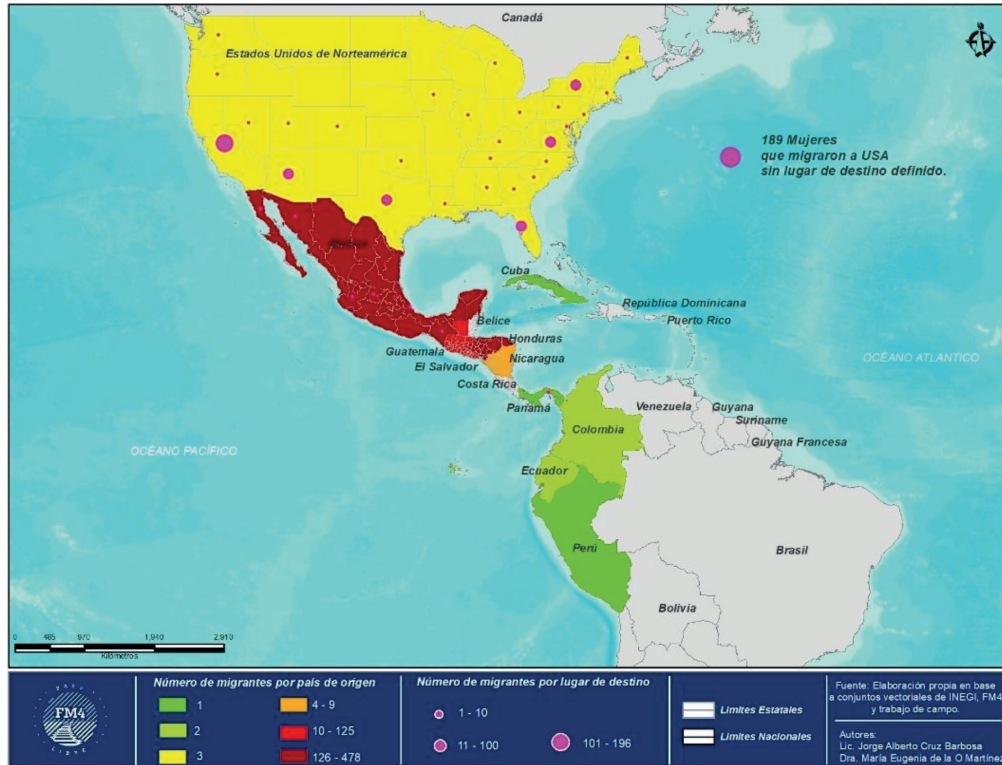 Canadá
Estados Unidos de Norteamérica
189 Mujeres
que migraron a USA
sin lugar de destino definido.
Cuba
República Dominicana
Puerto Rico
Belice
Honduras
Guatemala
Nicaragua
El Salvador
Costa Rica
Panamá
OCÉANO ATLANTICO
OCÉANO PACÍFICO
Venezuela
Guyana
Suriname
Guyana Francesa
Colombia
Ecuador
Perú
Brasil
Bolivia
0 485 970 1,940 2,910
Kilómetros
FM4
LIBRE
Número de migrantes por país de origen
1
2
3
4 - 9
10 - 125
126 - 478
Número de migrantes por lugar de destino
1 - 10
11 - 100
101 - 196
Limites Estatales
Limites Nacionales
Fuente: Elaboración propia en base
a conjuntos vectoriales de INEGI, FM4
y trabajo de campo.
Autores:
Lic. Jorge Alberto Cruz Barbosa
Dra. María Eugenia de la O Martínez